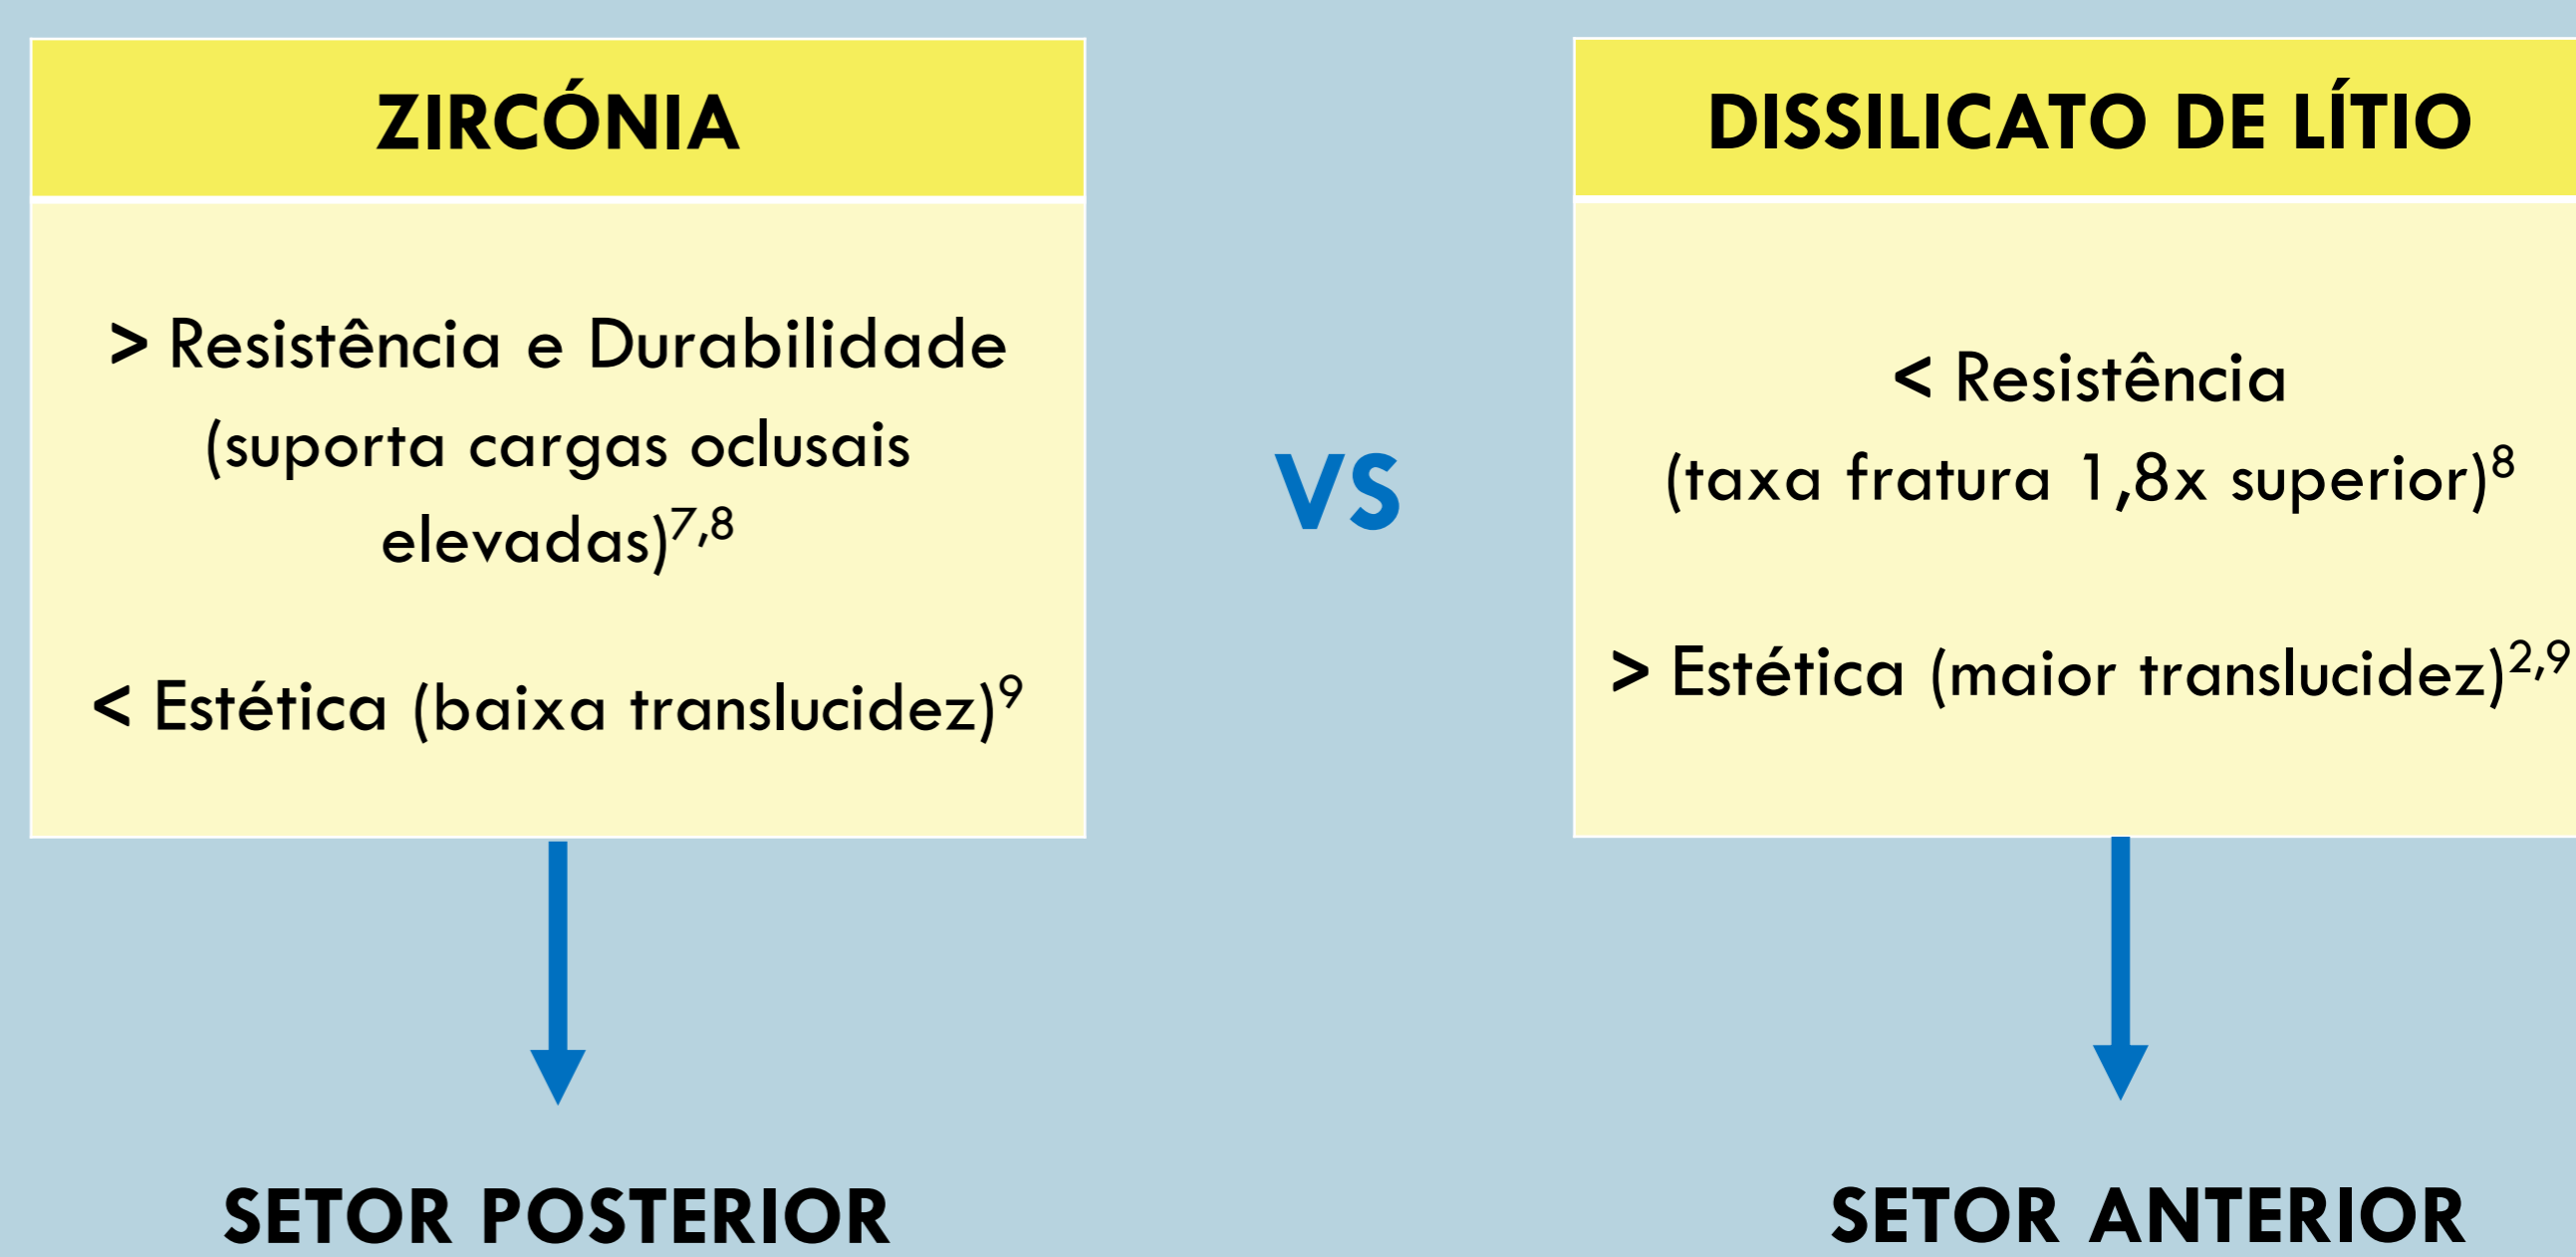 ZIRCÓNIA
> Resistência e Durabilidade
(suporta cargas oclusais
elevadas)⁷,⁸
< Estética (baixa translucidez)⁹
SETOR POSTERIOR
VS
DISSILICATO DE LÍTIO
< Resistência
(taxa fratura 1,8x superior)⁸
> Estética (maior translucidez)²,⁹
SETOR ANTERIOR